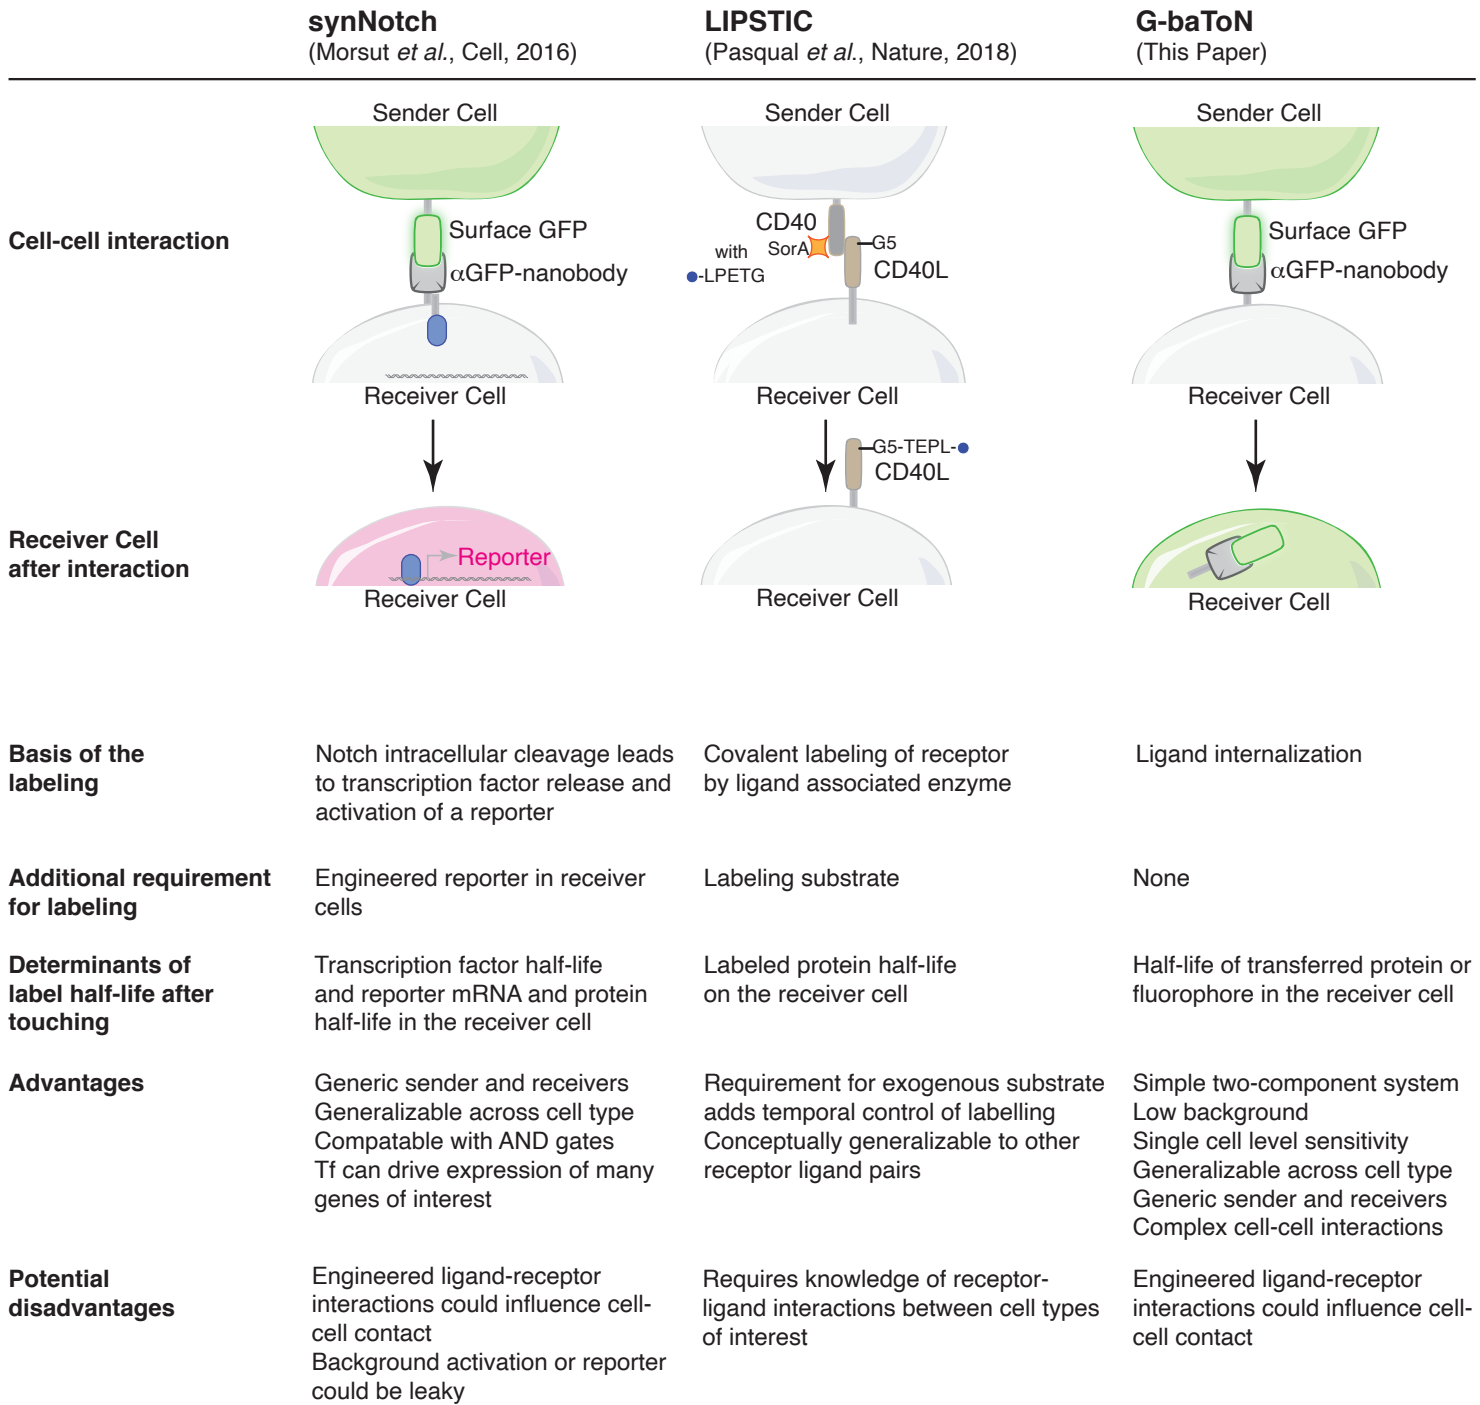 synNotch
(Morsut et al., Cell, 2016)
LIPSTIC
(Pasqual et al., Nature, 2018)
G-baToN
(This Paper)
Cell-cell interaction
Sender Cell
Surface GFP
αGFP-nanobody
Receiver Cell
Sender Cell
CD40
SorA
with
-LPETG
G5
CD40L
Receiver Cell
Sender Cell
Surface GFP
αGFP-nanobody
Receiver Cell
Receiver Cell
after interaction
Reporter
Receiver Cell
G5-TEPL-
CD40L
Receiver Cell
Receiver Cell
Basis of the
labeling
Notch intracellular cleavage leads
to transcription factor release and
activation of a reporter
Covalent labeling of receptor
by ligand associated enzyme
Ligand internalization
Additional requirement
for labeling
Engineered reporter in receiver
cells
Labeling substrate
None
Determinants of
label half-life after
touching
Transcription factor half-life
and reporter mRNA and protein
half-life in the receiver cell
Labeled protein half-life
on the receiver cell
Half-life of transferred protein or
fluorophore in the receiver cell
Advantages
Generic sender and receivers
Generalizable across cell type
Compatable with AND gates
Tf can drive expression of many
genes of interest
Requirement for exogenous substrate
adds temporal control of labelling
Conceptually generalizable to other
receptor ligand pairs
Simple two-component system
Low background
Single cell level sensitivity
Generalizable across cell type
Generic sender and receivers
Complex cell-cell interactions
Potential
disadvantages
Engineered ligand-receptor
interactions could influence cell-
cell contact
Background activation or reporter
could be leaky
Requires knowledge of receptor-
ligand interactions between cell types
of interest
Engineered ligand-receptor
interactions could influence cell-
cell contact